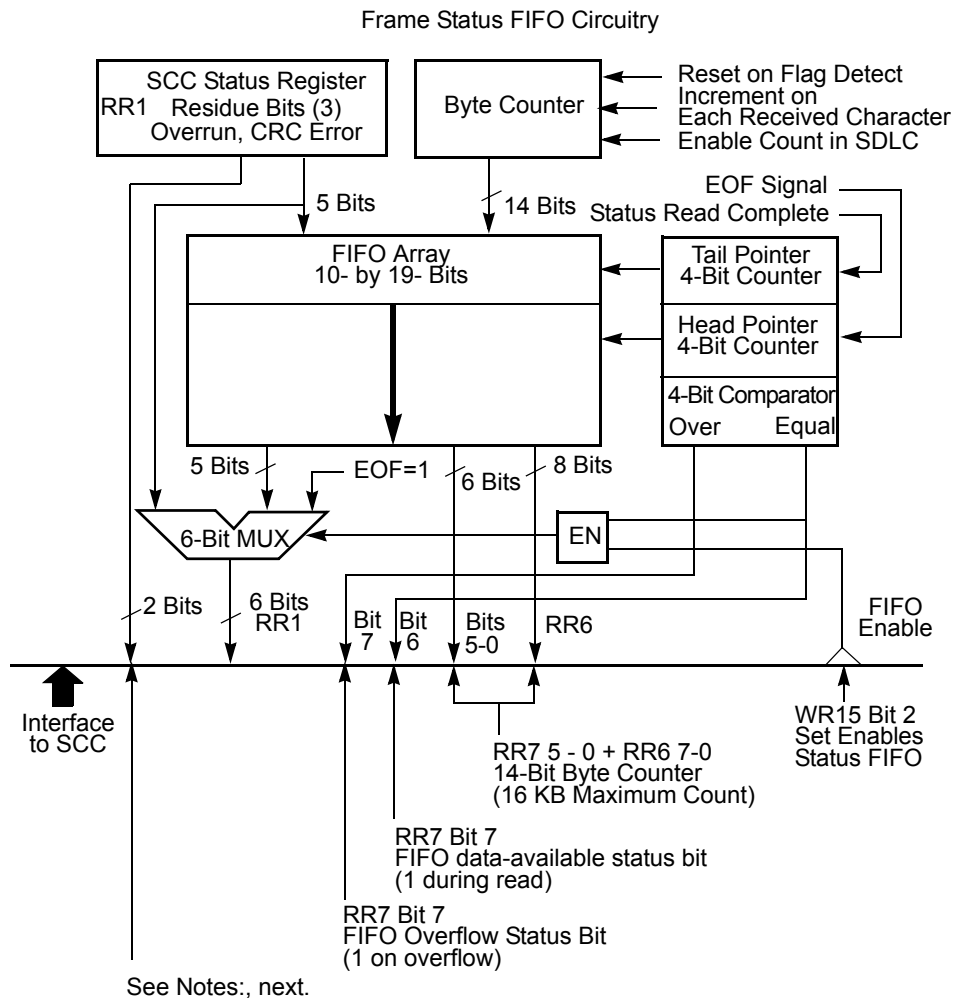 Frame Status FIFO Circuitry
SCC Status Register
RR1
Residue Bits (3)
Overrun, CRC Error
Byte Counter
Reset on Flag Detect
Increment on
Each Received Character
Enable Count in SDLC
EOF Signal
Status Read Complete
5 Bits
14 Bits
FIFO Array
10- by 19- Bits
Tail Pointer
4-Bit Counter
Head Pointer
4-Bit Counter
4-Bit Comparator
Over
Equal
5 Bits
EOF=1
6 Bits
8 Bits
6-Bit MUX
EN
2 Bits
6 Bits
RR1
Bit
7
Bit
6
Bits
5-0
RR6
FIFO
Enable
Interface
to SCC
WR15 Bit 2
Set Enables
Status FIFO
RR7 5 - 0 + RR6 7-0
14-Bit Byte Counter
(16 KB Maximum Count)
RR7 Bit 7
FIFO data-available status bit
(1 during read)
RR7 Bit 7
FIFO Overflow Status Bit
(1 on overflow)
See Notes:, next.